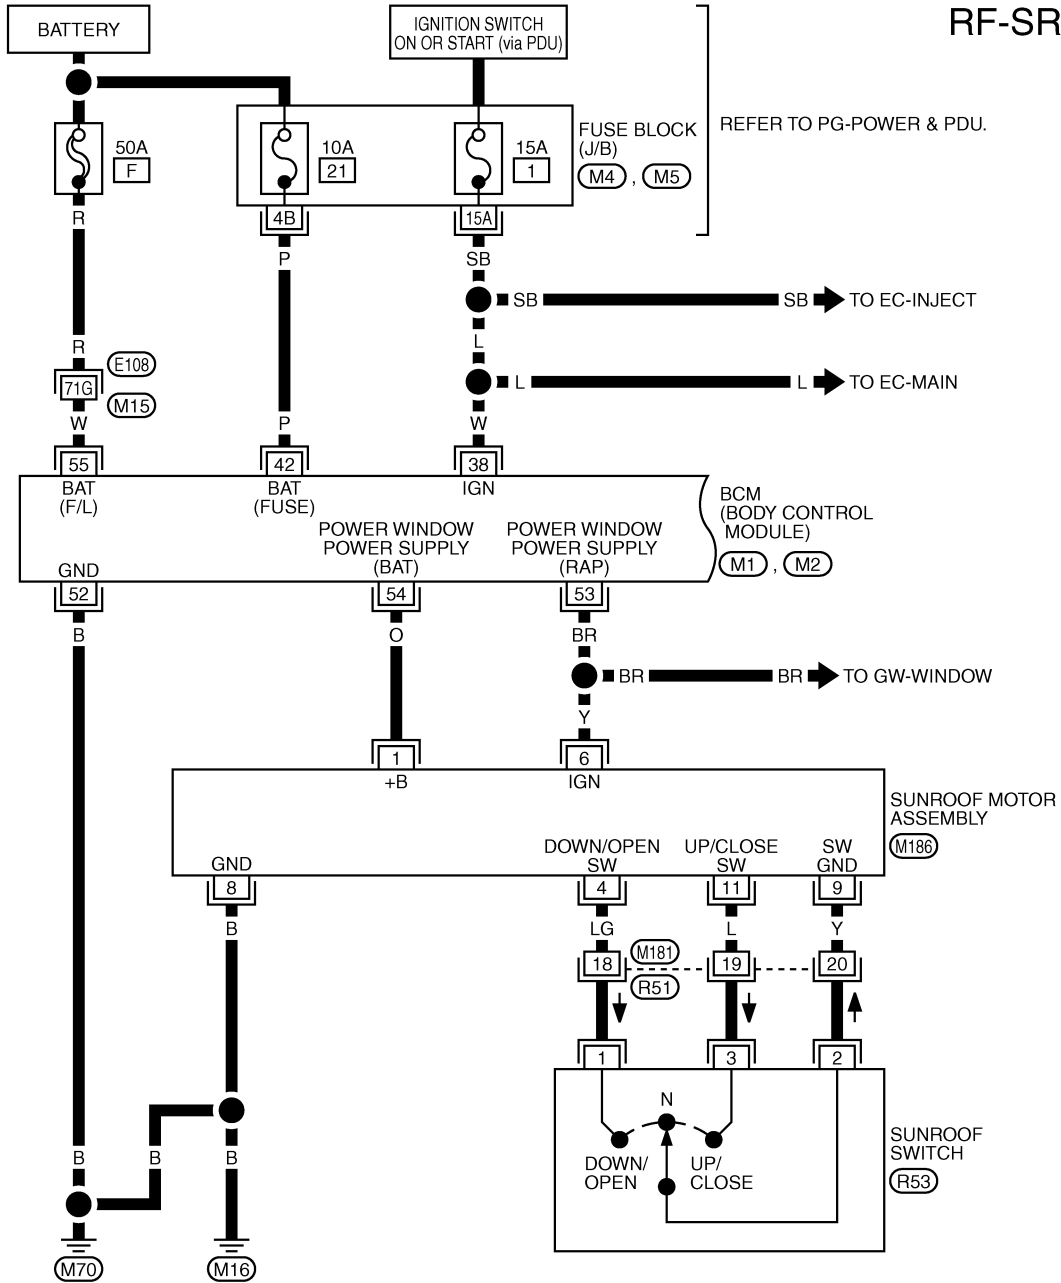 RF-SR
BATTERY
IGNITION SWITCH
ON OR START (via PDU)
50A
F
10A
21
15A
1
FUSE BLOCK
(J/B)
M4 , M5
REFER TO PG-POWER & PDU.
4B
15A
R
P
SB
SB
SB
TO EC-INJECT
L
R
E108
71G
M15
L
L
TO EC-MAIN
W
P
W
55
42
38
BAT
(F/L)
BAT
(FUSE)
IGN
BCM
(BODY CONTROL
MODULE)
M1 , M2
POWER WINDOW
POWER SUPPLY
(BAT)
POWER WINDOW
POWER SUPPLY
(RAP)
GND
52
54
53
B
O
BR
BR
BR
TO GW-WINDOW
Y
1
6
+B
IGN
SUNROOF MOTOR
ASSEMBLY
M186
GND
DOWN/OPEN
SW
UP/CLOSE
SW
SW
GND
8
4
11
9
B
LG
L
Y
M181
18
19
20
R51
1
3
2
N
DOWN/
OPEN
UP/
CLOSE
SUNROOF
SWITCH
R53
B
B
B
M70
M16